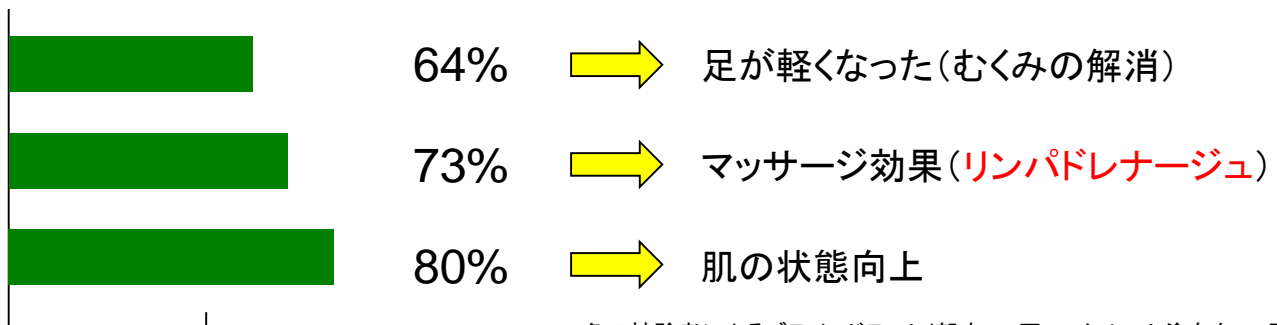 64% 足が軽くなった(むくみの解消)
73% マッサージ効果(リンパドレナージュ)
80% 肌の状態向上